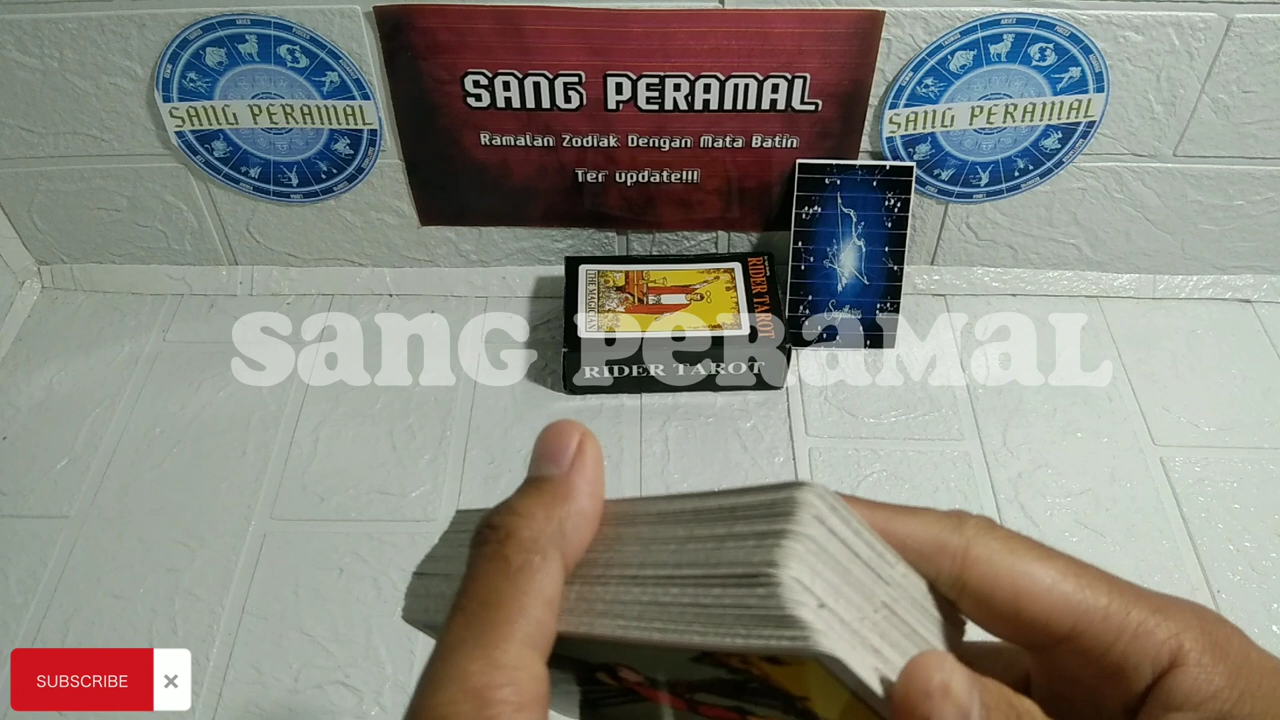 SANG PERAMAL
SANG PERAMAL
Ramalan Zodiak Dengan Mata Batin
Ter update!!!
SANG PERAMAL
THE MAGICIAN
RIDER TAROT
RIDER TAROT
Sagittarius
SANG PERAMAL
SUBSCRIBE